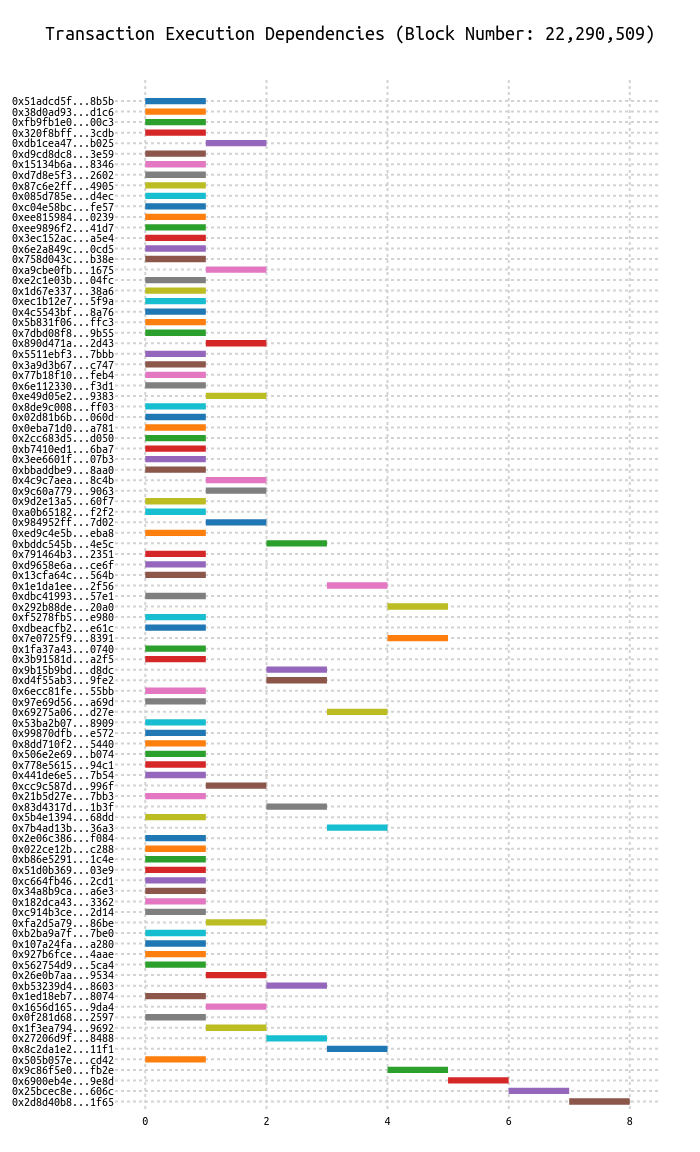 Transaction Execution Dependencies (Block Number: 22,290,509)
0x51adcd5f...8b5b
0x38d0ad93...d1c6
0xfb9fb1e0...00c3
0x320f8bff...3cdb
0xdb1cea47...b025
0xd9cd8dc8...3e59
0x15134b6a...8346
0xd7d8e5f3...2602
0x87c6e2ff...4905
0x085d785e...d4ec
0xc04e58bc...fe57
0xee815984...0239
0xee9896f2...41d7
0x3ec152ac...a5e4
0x6e2a849c...0cd5
0x758d043c...b38e
0xa9cbe0fb...1675
0xe2c1e03b...04fc
0x1d67e337...38a6
0xec1b12e7...5f9a
0x4c5543bf...8a76
0x5b831f06...ffc3
0x7dbd08f8...9b55
0x890d471a...2d43
0x5511ebf3...7bbb
0x3a9d3b67...c747
0x77b18f10...feb4
0x6e112330...f3d1
0xe49d05e2...9383
0x8de9c008...ff03
0x02d81b6b...060d
0x0eba71d0...a781
0x2cc683d5...d050
0xb7410ed1...6ba7
0x3ee6601f...07b3
0xbbaddbe9...8aa0
0x4c9c7aea...8c4b
0x9c60a779...9063
0x9d2e13a5...60f7
0xa0b65182...f2f2
0x984952ff...7d02
0xed9c4e5b...eba8
0xbddc545b...4e5c
0x791464b3...2351
0xd9658e6a...ce6f
0x13cfa64c...564b
0x1e1da1ee...2f56
0xdbc41993...57e1
0x292b88de...20a0
0xf5278fb5...e980
0xdbeacfb2...e61c
0x7e0725f9...8391
0x1fa37a43...0740
0x3b91581d...a2f5
0x9b15b9bd...d8dc
0xd4f55ab3...9fe2
0x6ecc81fe...55bb
0x97e69d56...a69d
0x69275a06...d27e
0x53ba2b07...8909
0x99870dfb...e572
0x8dd710f2...5440
0x506e2e69...b074
0x778e5615...94c1
0x441de6e5...7b54
0xcc9c587d...996f
0x21b5d27e...7bb3
0x83d4317d...1b3f
0x5b4e1394...68dd
0x7b4ad13b...36a3
0x2e06c386...f084
0x022ce12b...c288
0xb86e5291...1c4e
0x51d0b369...03e9
0xc664fb46...2cd1
0x34a8b9ca...a6e3
0x182dca43...3362
0xc914b3ce...2d14
0xfa2d5a79...86be
0xb2ba9a7f...7be0
0x107a24fa...a280
0x927b6fce...4aae
0x562754d9...5ca4
0x26e0b7aa...9534
0xb53239d4...8603
0x1ed18eb7...8074
0x1656d165...9da4
0x0f281d68...2597
0x1f3ea794...9692
0x27206d9f...8488
0x8c2da1e2...11f1
0x505b057e...cd42
0x9c86f5e0...fb2e
0x6900eb4e...9e8d
0x25bcec8e...606c
0x2d8d40b8...1f65
0 2 4 6 8